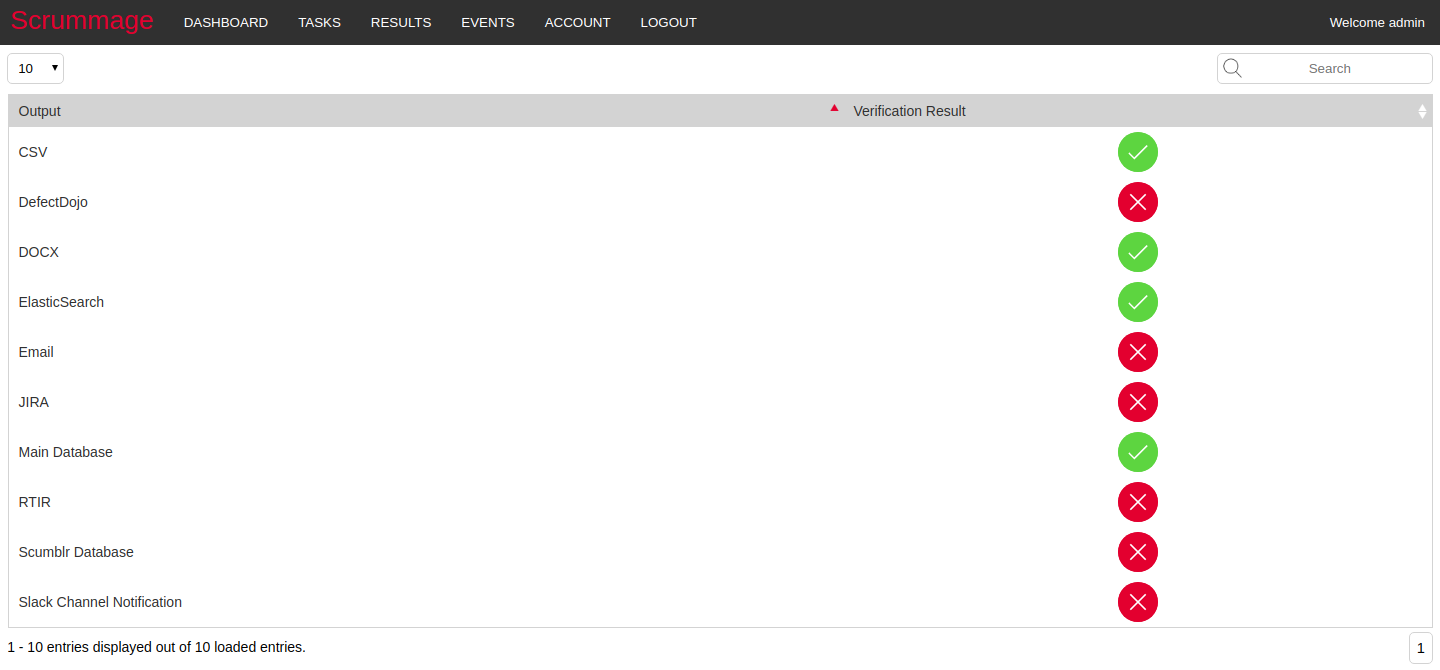 Scrummage DASHBOARD TASKS RESULTS EVENTS ACCOUNT LOGOUT Welcome admin
10 Search
Output Verification Result
CSV
DefectDojo
DOCX
ElasticSearch
Email
JIRA
Main Database
RTIR
Scumblr Database
Slack Channel Notification
1 - 10 entries displayed out of 10 loaded entries. 1